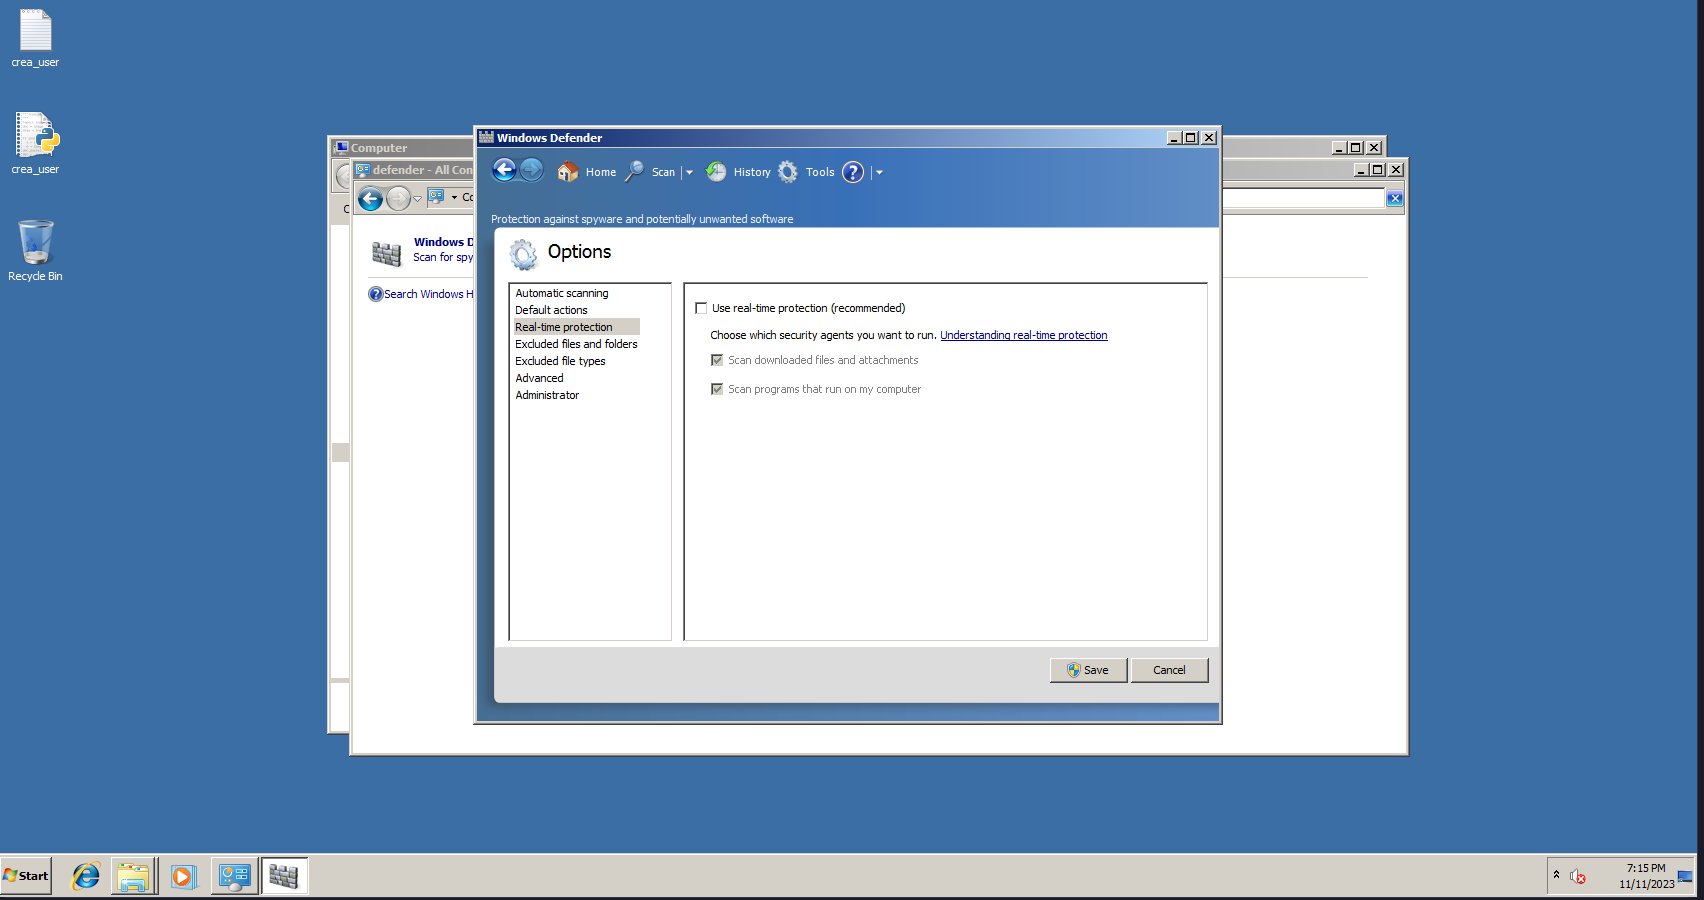 crea_user
crea_user
Recycle Bin
Computer
defender - All Con
Co
Windows D
Scan for spy
Search Windows H
Windows Defender
Home
Scan
History
Tools
Protection against spyware and potentially unwanted software
Options
Automatic scanning
Default actions
Real-time protection
Excluded files and folders
Excluded file types
Advanced
Administrator
Use real-time protection (recommended)
Choose which security agents you want to run. Understanding real-time protection
Scan downloaded files and attachments
Scan programs that run on my computer
Save
Cancel
Start
7:15 PM
11/11/2023